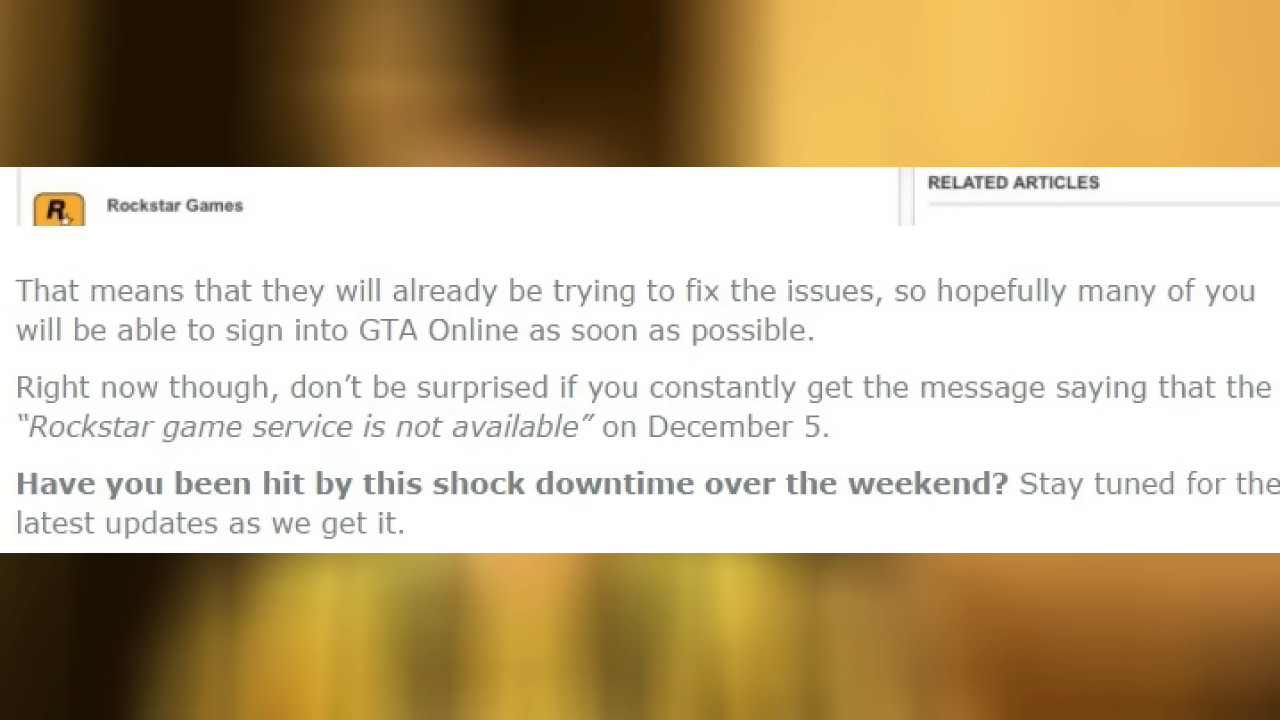 RELATED ARTICLES
R
Rockstar Games
That means that they will already be trying to fix the issues, so hopefully many of you
will be able to sign into GTA Online as soon as possible.
Right now though, don’t be surprised if you constantly get the message saying that the
“Rockstar game service is not available” on December 5.
Have you been hit by this shock downtime over the weekend? Stay tuned for the
latest updates as we get it.